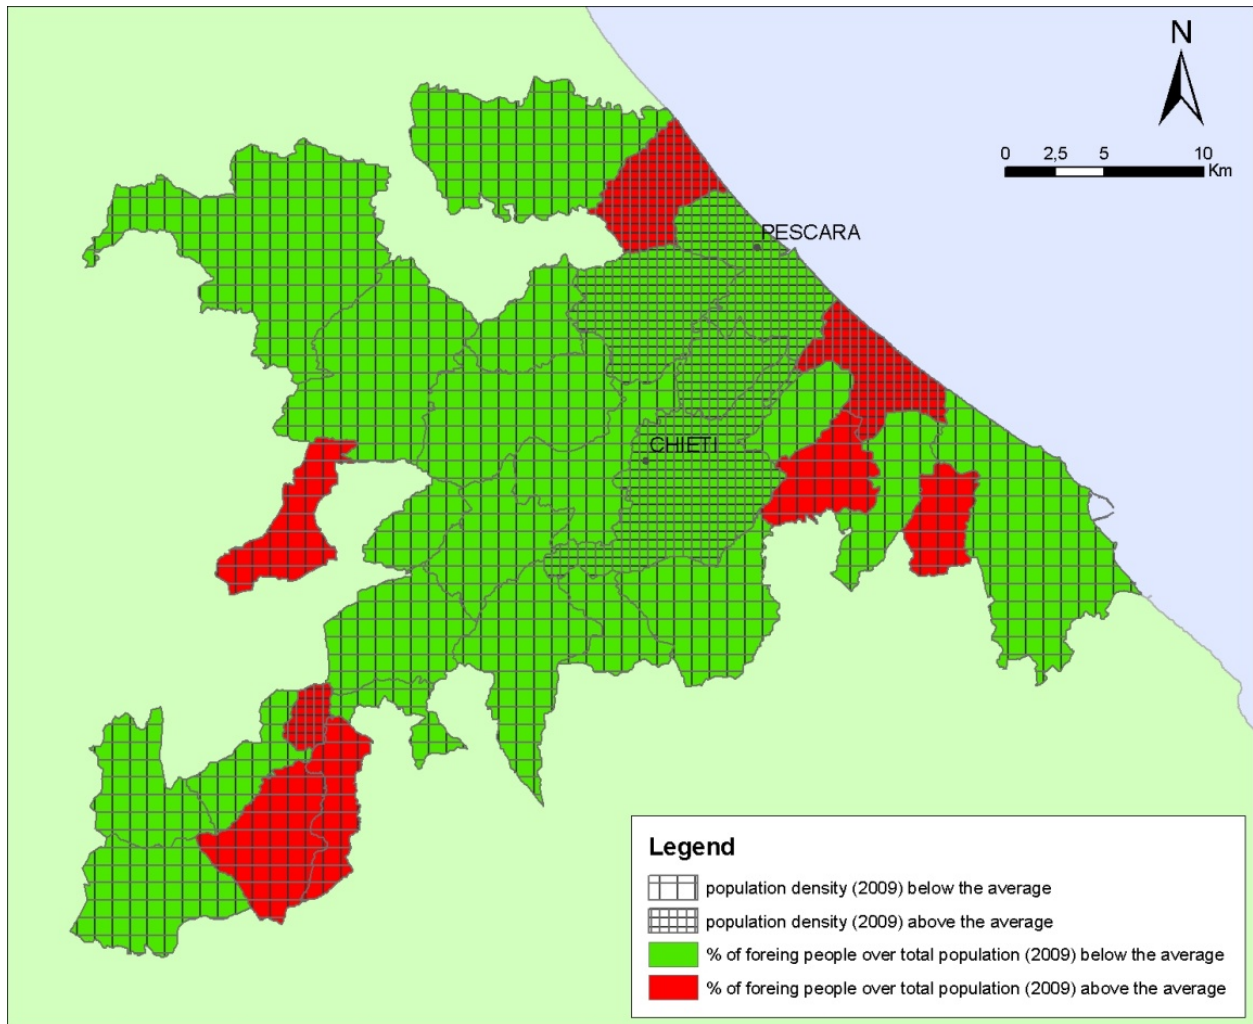 N
0 2,5 5 10
Km
PESCARA
CHIETI
Legend
population density (2009) below the average
population density (2009) above the average
% of foreing people over total population (2009) below the average
% of foreing people over total population (2009) above the average